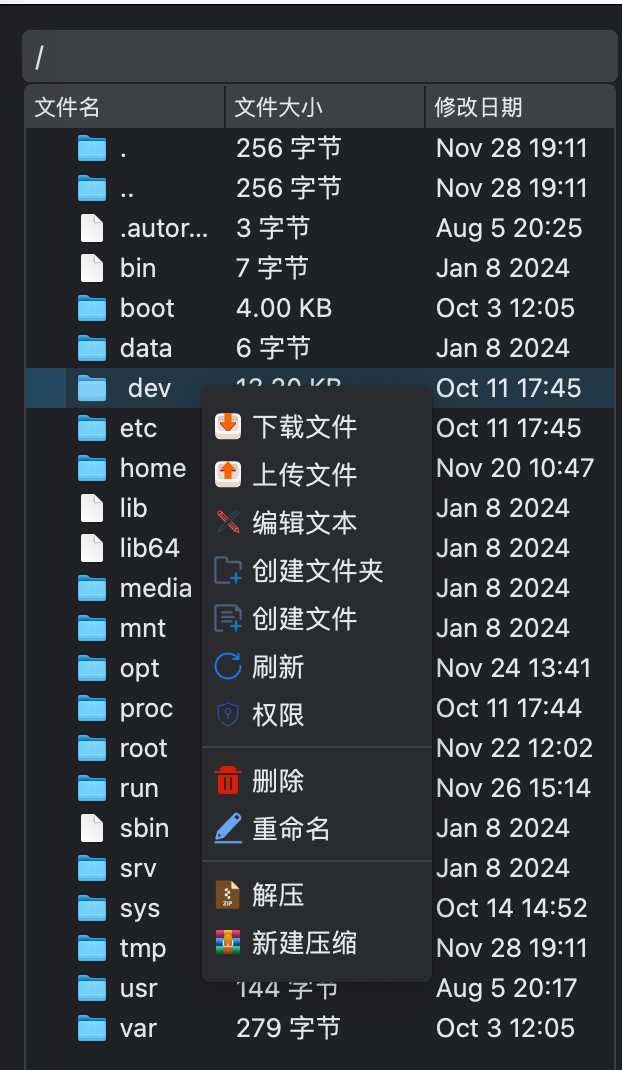 /
文件名 文件大小 修改日期
. 256 字节 Nov 28 19:11
.. 256 字节 Nov 28 19:11
.autor... 3 字节 Aug 5 20:25
bin 7 字节 Jan 8 2024
boot 4.00 KB Oct 3 12:05
data 6 字节 Jan 8 2024
dev 13.20 KB Oct 11 17:45
etc Oct 11 17:45
下载文件
home Nov 20 10:47
上传文件
lib Jan 8 2024
编辑文本
lib64 Jan 8 2024
创建文件夹
media Jan 8 2024
创建文件
mnt Jan 8 2024
opt Nov 24 13:41
刷新
proc Oct 11 17:44
权限
root Nov 22 12:02
run Nov 26 15:14
删除
sbin Jan 8 2024
重命名
srv Jan 8 2024
sys Oct 14 14:52
解压
ZIP
tmp Nov 28 19:11
新建压缩
usr 144 字节 Aug 5 20:17
var 279 字节 Oct 3 12:05